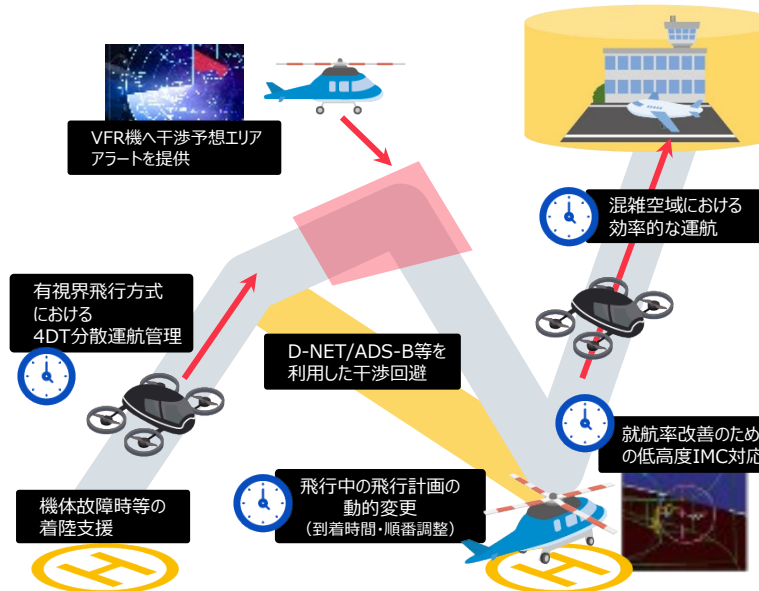 VFR機へ干渉予想エリア
アラートを提供
混雑空域における
効率的な運航
有視界飛行方式
における
4DT分散運航管理
D-NET/ADS-B等を
利用した干渉回避
就航率改善のため
の低高度IMC対応
飛行中の飛行計画の
動的変更
（到着時間・順番調整）
機体故障時等の
着陸支援
H
H